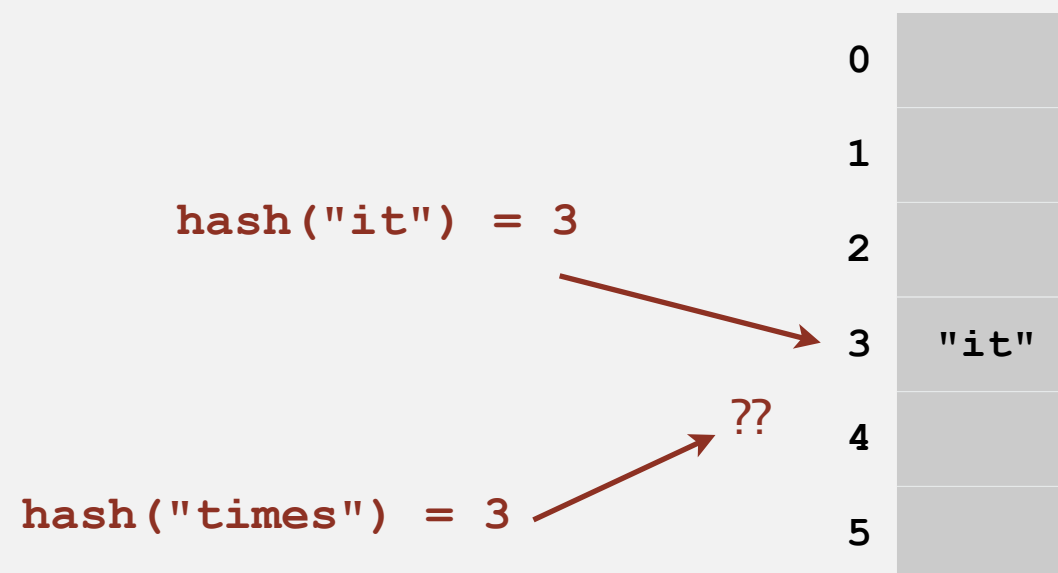 0
1
hash("it") = 3
2
3 "it"
??
4
hash("times") = 3
5